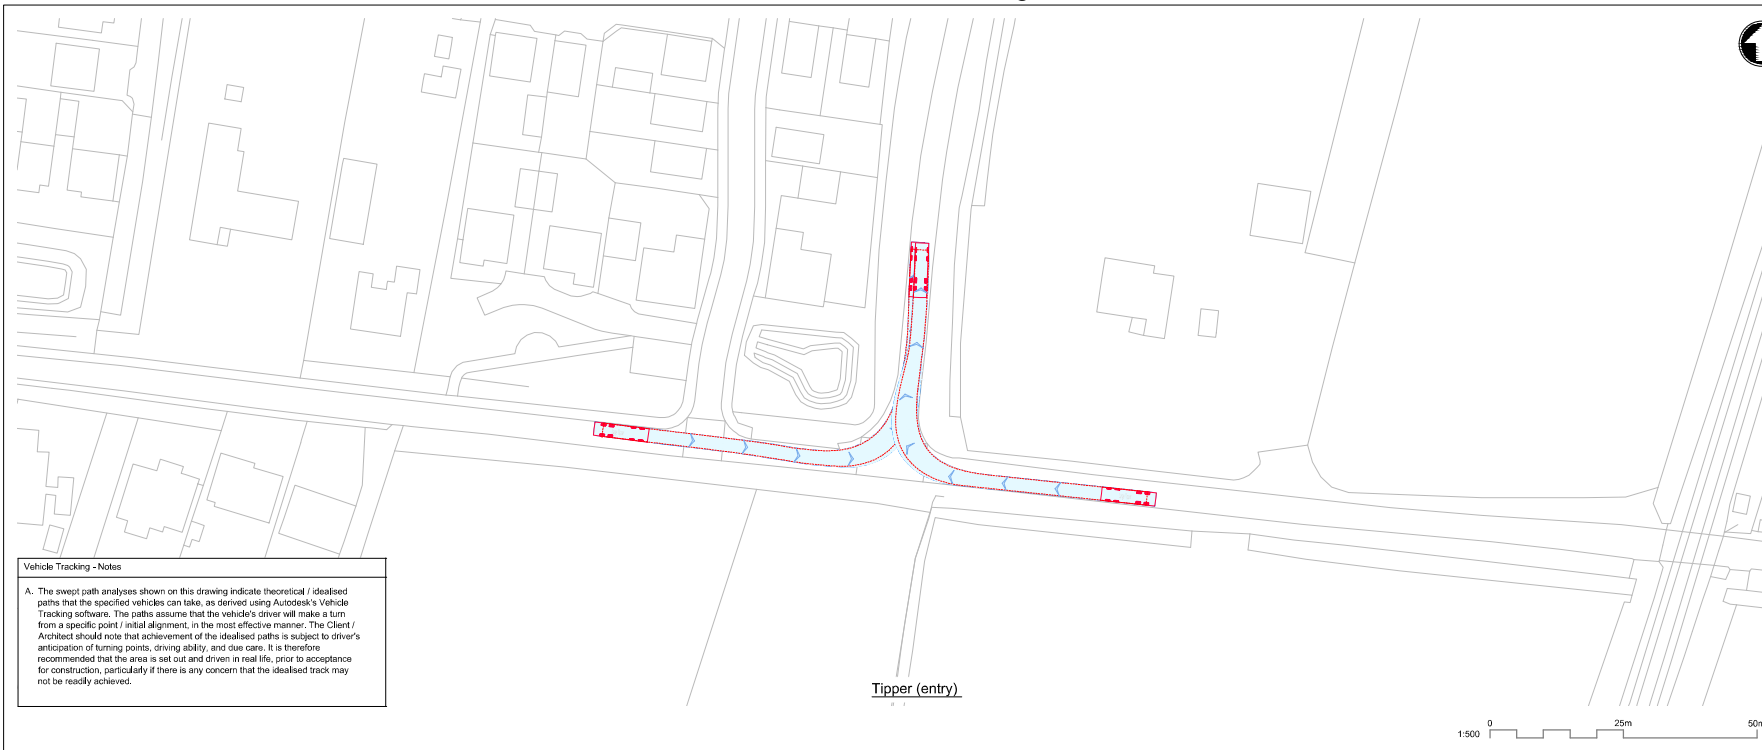 Vehicle Tracking - Notes
A. The swept path analyses shown on this drawing indicate theoretical / idealised
paths that the specified vehicles can take, as derived using Autodesk's Vehicle
Tracking software. The paths assume that the vehicle's driver will make a turn
from a specific point / initial alignment, in the most effective manner. The Client /
Architect should note that achievement of the idealised paths is subject to driver's
anticipation of turning points, driving ability, and due care. It is therefore
recommended that the area is set out and driven in real life, prior to acceptance
for construction, particularly if there is any concern that the idealised track may
not be readily achieved.
Tipper (entry)
0 25m 50m
1:500